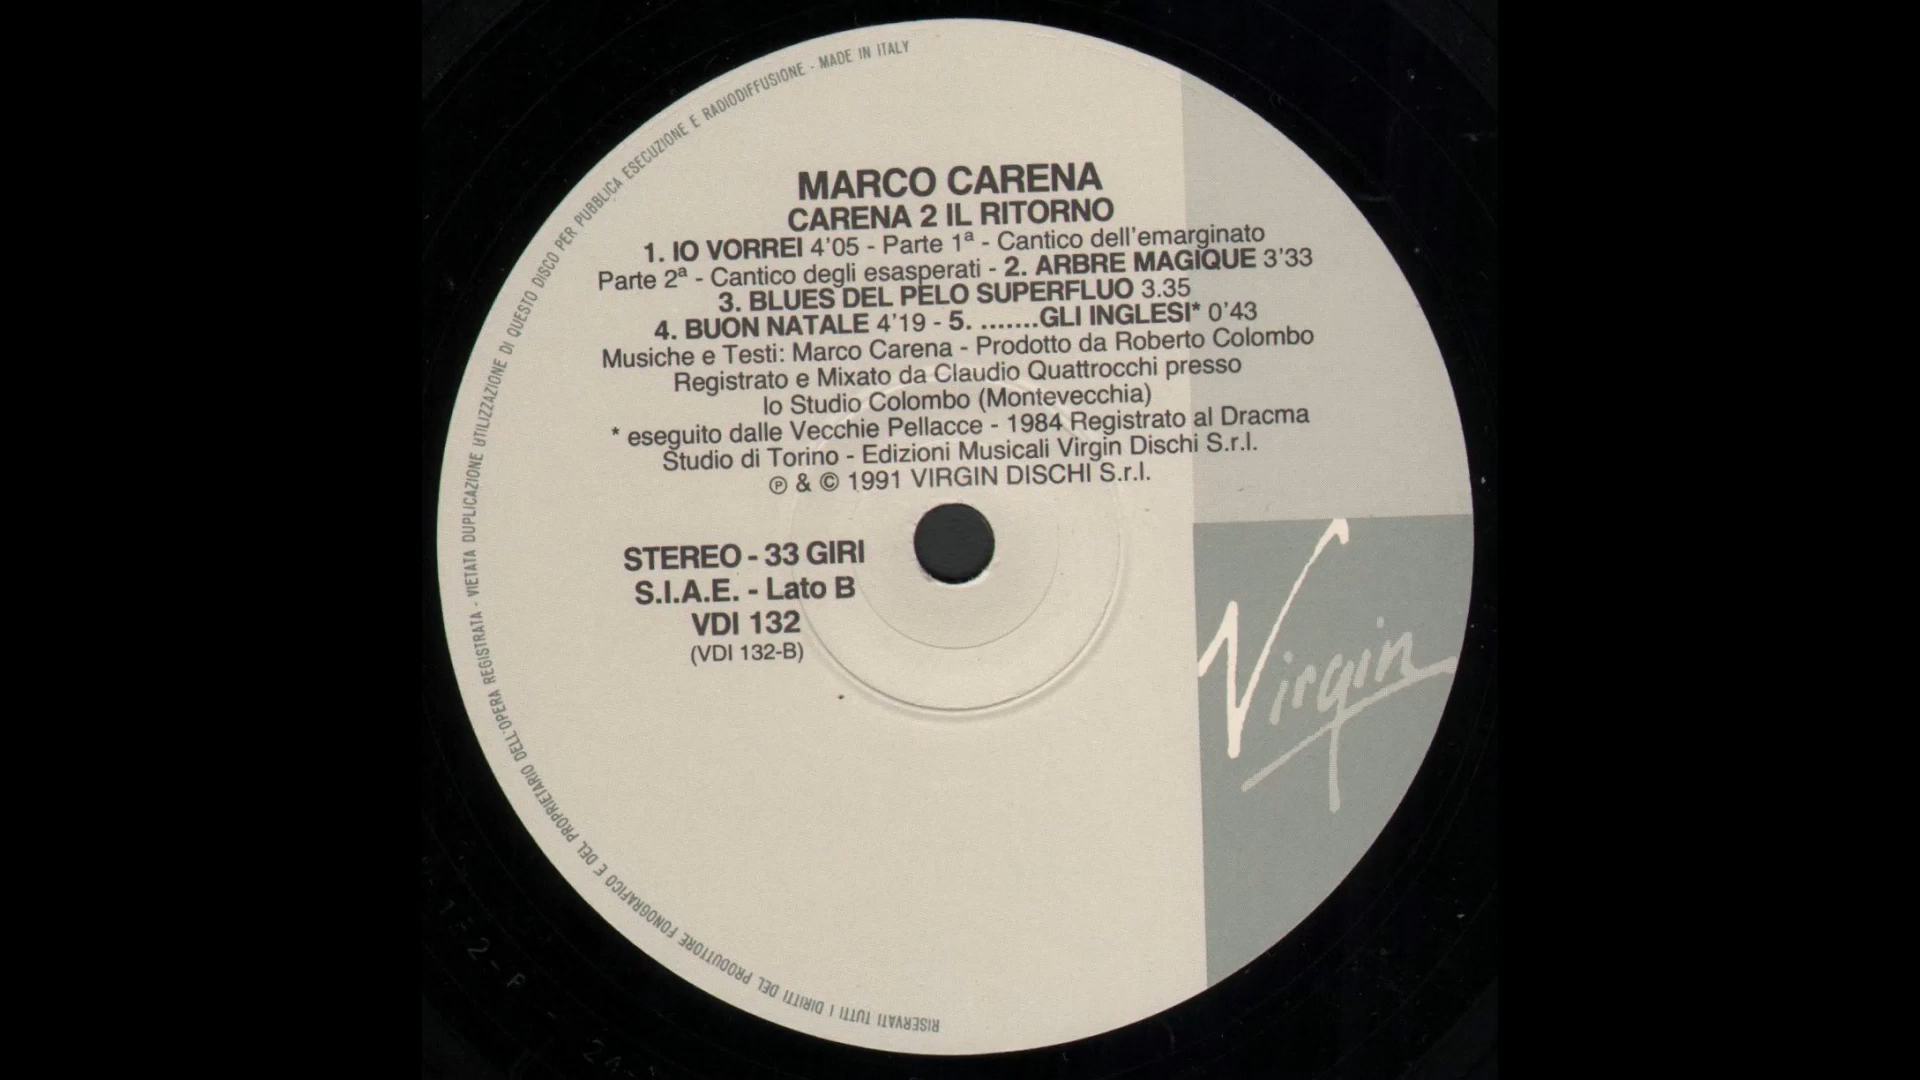 MARCO CARENA
CARENA 2 IL RITORNO
1. IO VORREI 4'05 - Parte 1ª - Cantico dell'emarginato
Parte 2ª - Cantico degli esasperati - 2. ARBRE MAGIQUE 3'33
3. BLUES DEL PELO SUPERFLUO 3.35
4. BUON NATALE 4'19 - 5. .......GLI INGLESI* 0'43
Musiche e Testi: Marco Carena - Prodotto da Roberto Colombo
Registrato e Mixato da Claudio Quattrocchi presso
lo Studio Colombo (Montevecchia)
* eseguito dalle Vecchie Pellacce - 1984 Registrato al Dracma
Studio di Torino - Edizioni Musicali Virgin Dischi S.r.l.
℗ & © 1991 VIRGIN DISCHI S.r.l.
STEREO - 33 GIRI
S.I.A.E. - Lato B
VDI 132
(VDI 132-B)
Virgin
RISERVATI TUTTI I DIRITTI DEL PRODUTTORE FONOGRAFICO E DEL PROPRIETARIO DELL'OPERA REGISTRATA - VIETATA DUPLICAZIONE UTILIZZAZIONE DI QUESTO DISCO PER PUBBLICA ESECUZIONE E RADIODIFFUSIONE - MADE IN ITALY